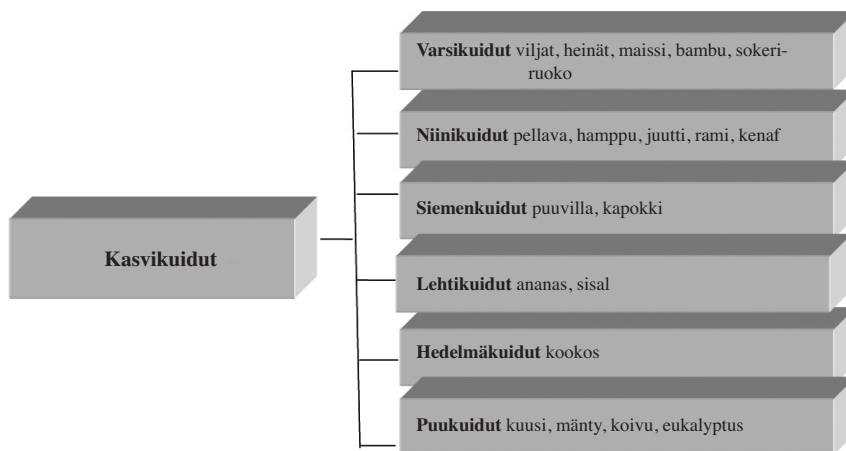 Varsikuidut viljat, heinät, maissi, bambu, sokeri-
ruoko
Niinikuidut pellava, hamppu, juutti, rami, kenaf
Siemenkuidut puuvilla, kapokki
Kasvikuidut
Lehtikuidut ananas, sisal
Hedelmäkuidut kookos
Puukuidut kuusi, mänty, koivu, eukalyptus